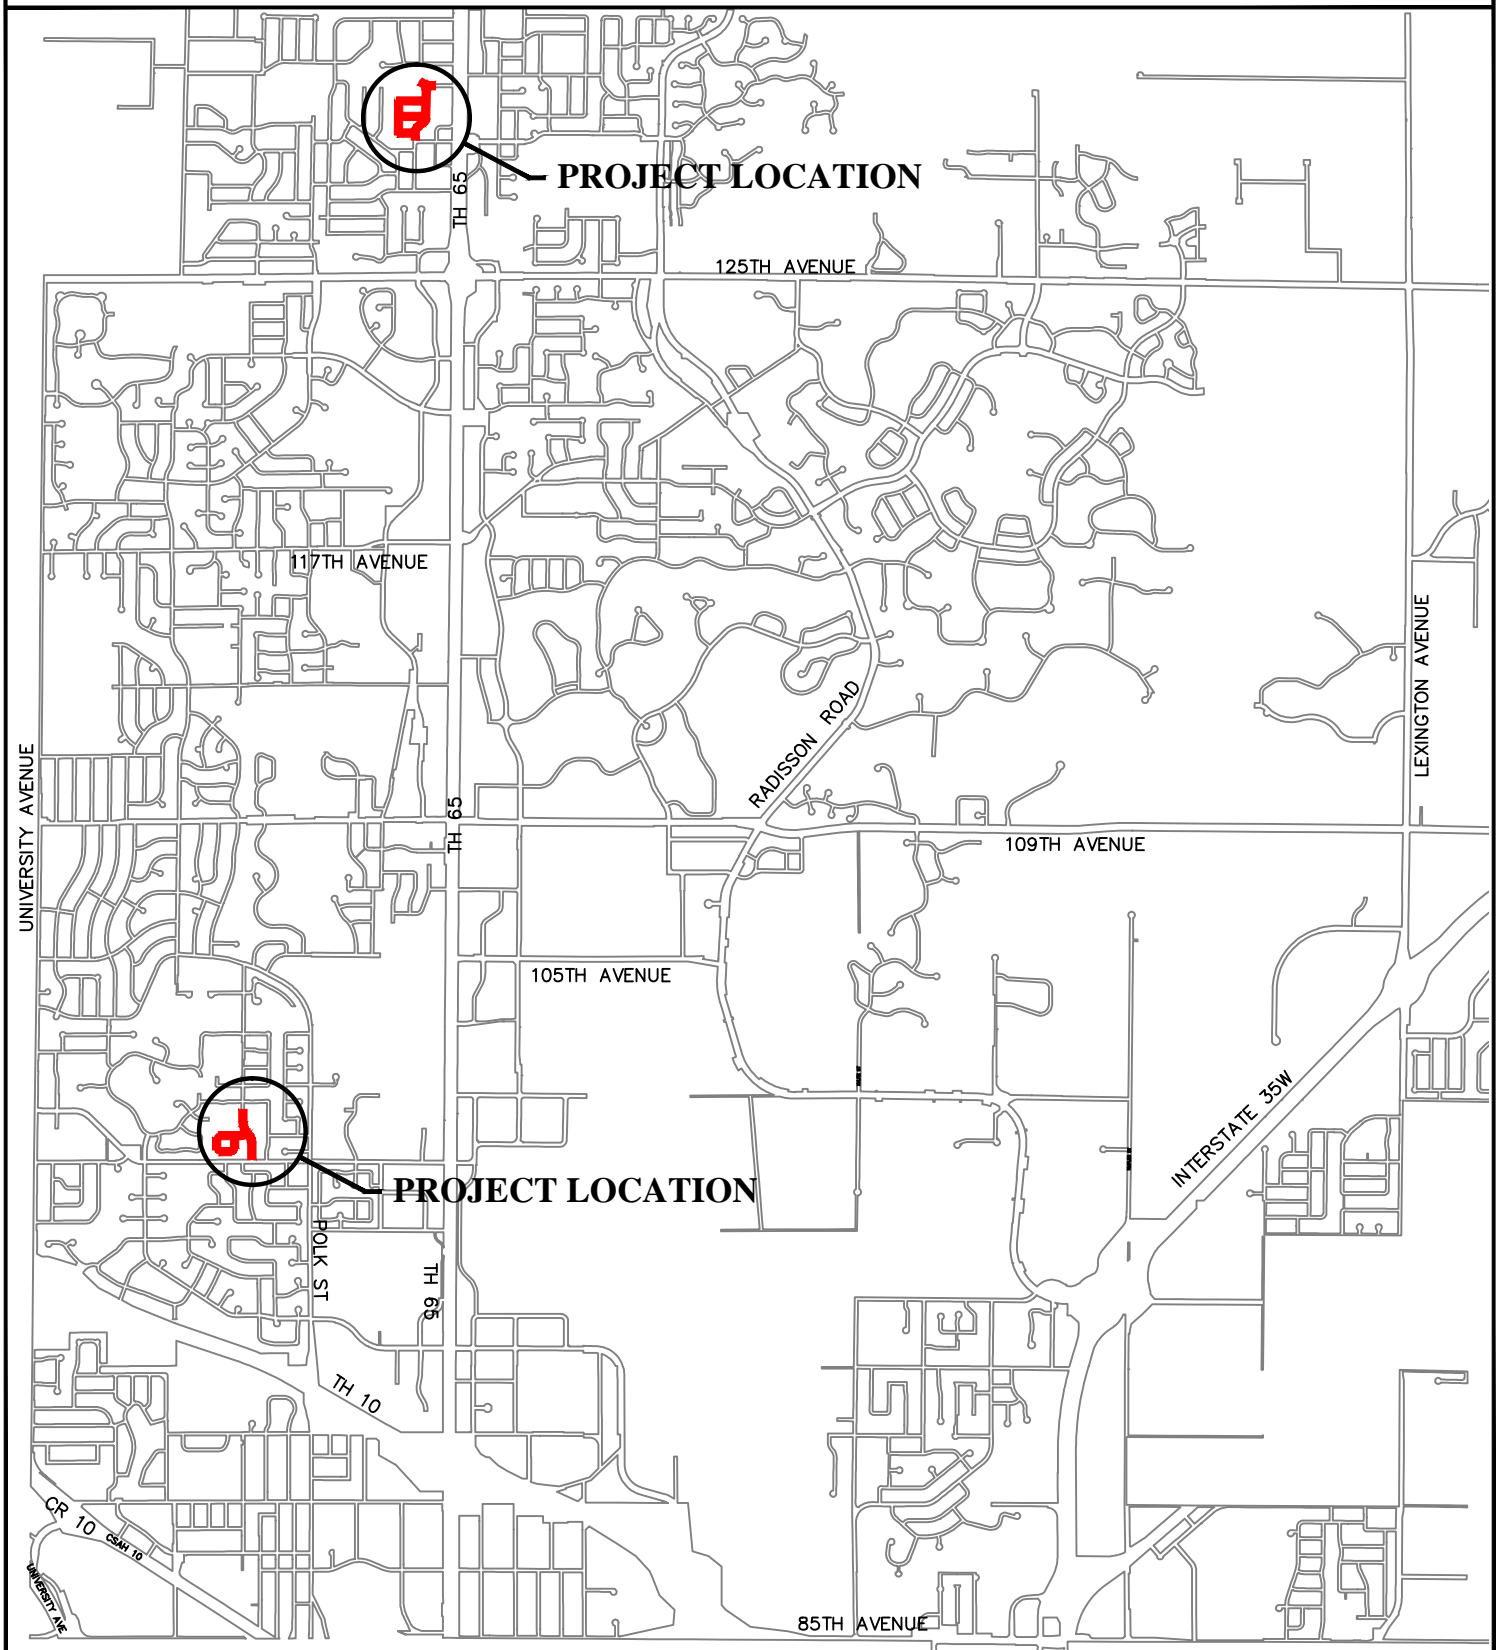 PROJECT LOCATION
TH 65
125TH AVENUE
117TH AVENUE
LEXINGTON AVENUE
RADISSON ROAD
UNIVERSITY AVENUE
TH 65
109TH AVENUE
105TH AVENUE
INTERSTATE 35W
PROJECT LOCATION
POLK ST
TH 65
TH 10
CR 10
CSAH 10
UNIVERSITY AVE
85TH AVENUE